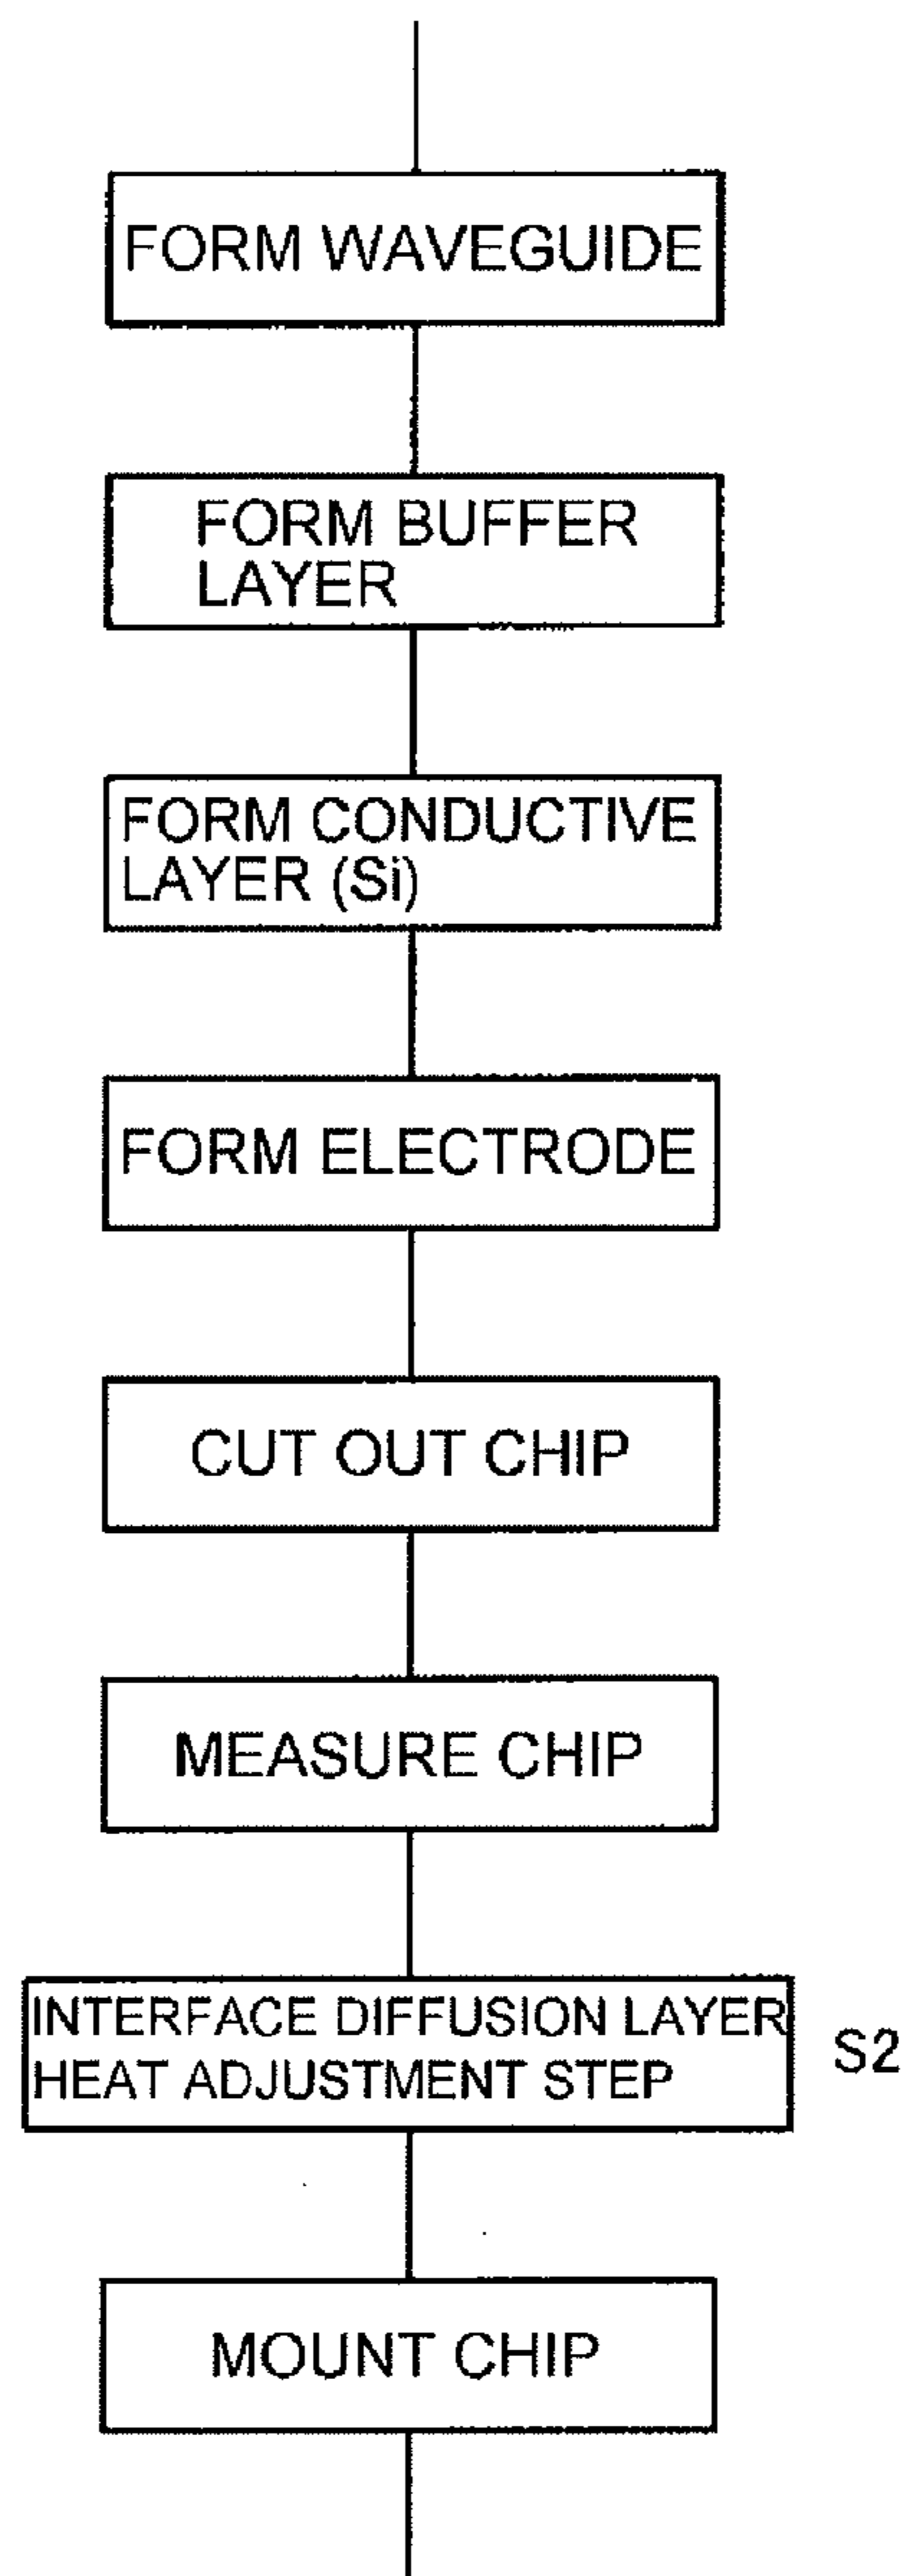 FORM WAVEGUIDE
FORM BUFFER
LAYER
FORM CONDUCTIVE
LAYER (Si)
FORM ELECTRODE
CUT OUT CHIP
MEASURE CHIP
INTERFACE DIFFUSION LAYER
HEAT ADJUSTMENT STEP
S2
MOUNT CHIP